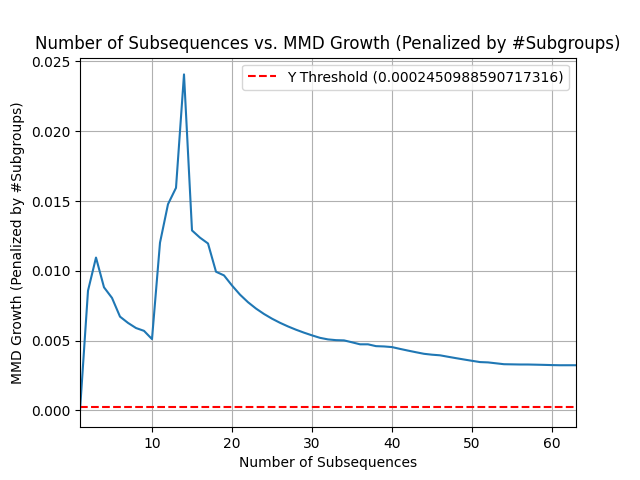 Number of Subsequences vs. MMD Growth (Penalized by #Subgroups)
Y Threshold (0.0002450988590717316)
MMD Growth (Penalized by #Subgroups)
0.025
0.020
0.015
0.010
0.005
0.000
10 20 30 40 50 60
Number of Subsequences